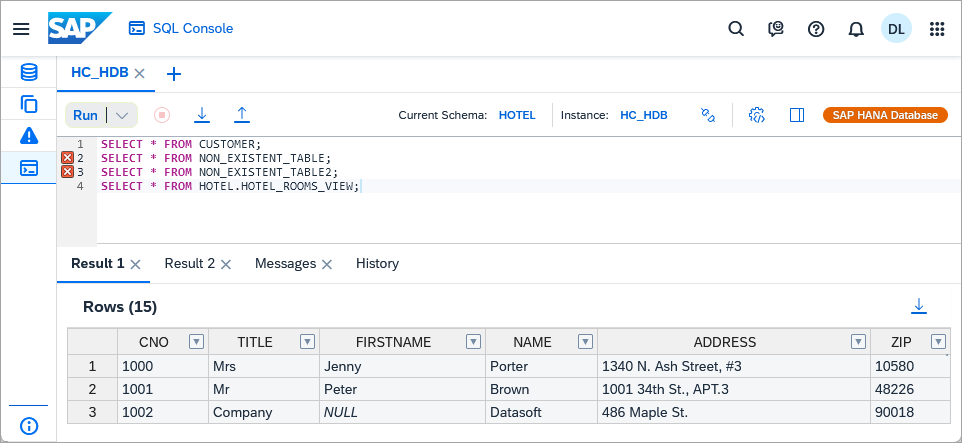 SAP SQL Console DL
HC_HDB
Run Current Schema: HOTEL Instance: HC_HDB SAP HANA Database
1 SELECT * FROM CUSTOMER;
2 SELECT * FROM NON_EXISTENT_TABLE;
3 SELECT * FROM NON_EXISTENT_TABLE2;
4 SELECT * FROM HOTEL.HOTEL_ROOMS_VIEW;
Result 1 Result 2 Messages History
Rows (15)
CNO TITLE FIRSTNAME NAME ADDRESS ZIP
1 1000 Mrs Jenny Porter 1340 N. Ash Street, #3 10580
2 1001 Mr Peter Brown 1001 34th St., APT.3 48226
3 1002 Company NULL Datasoft 486 Maple St. 90018